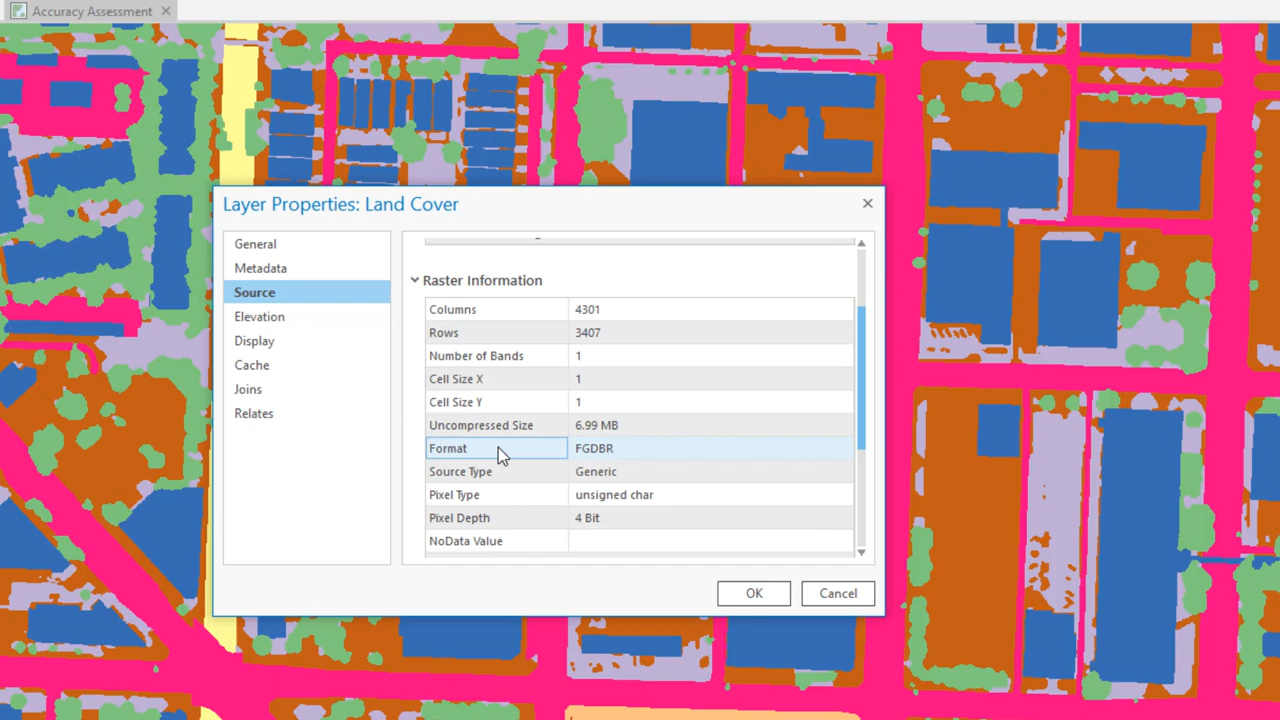 Accuracy Assessment
Layer Properties: Land Cover
General
Metadata
Source
Elevation
Display
Cache
Joins
Relates
Raster Information
Columns 4301
Rows 3407
Number of Bands 1
Cell Size X 1
Cell Size Y 1
Uncompressed Size 6.99 MB
Format FGDBR
Source Type Generic
Pixel Type unsigned char
Pixel Depth 4 Bit
NoData Value
OK Cancel